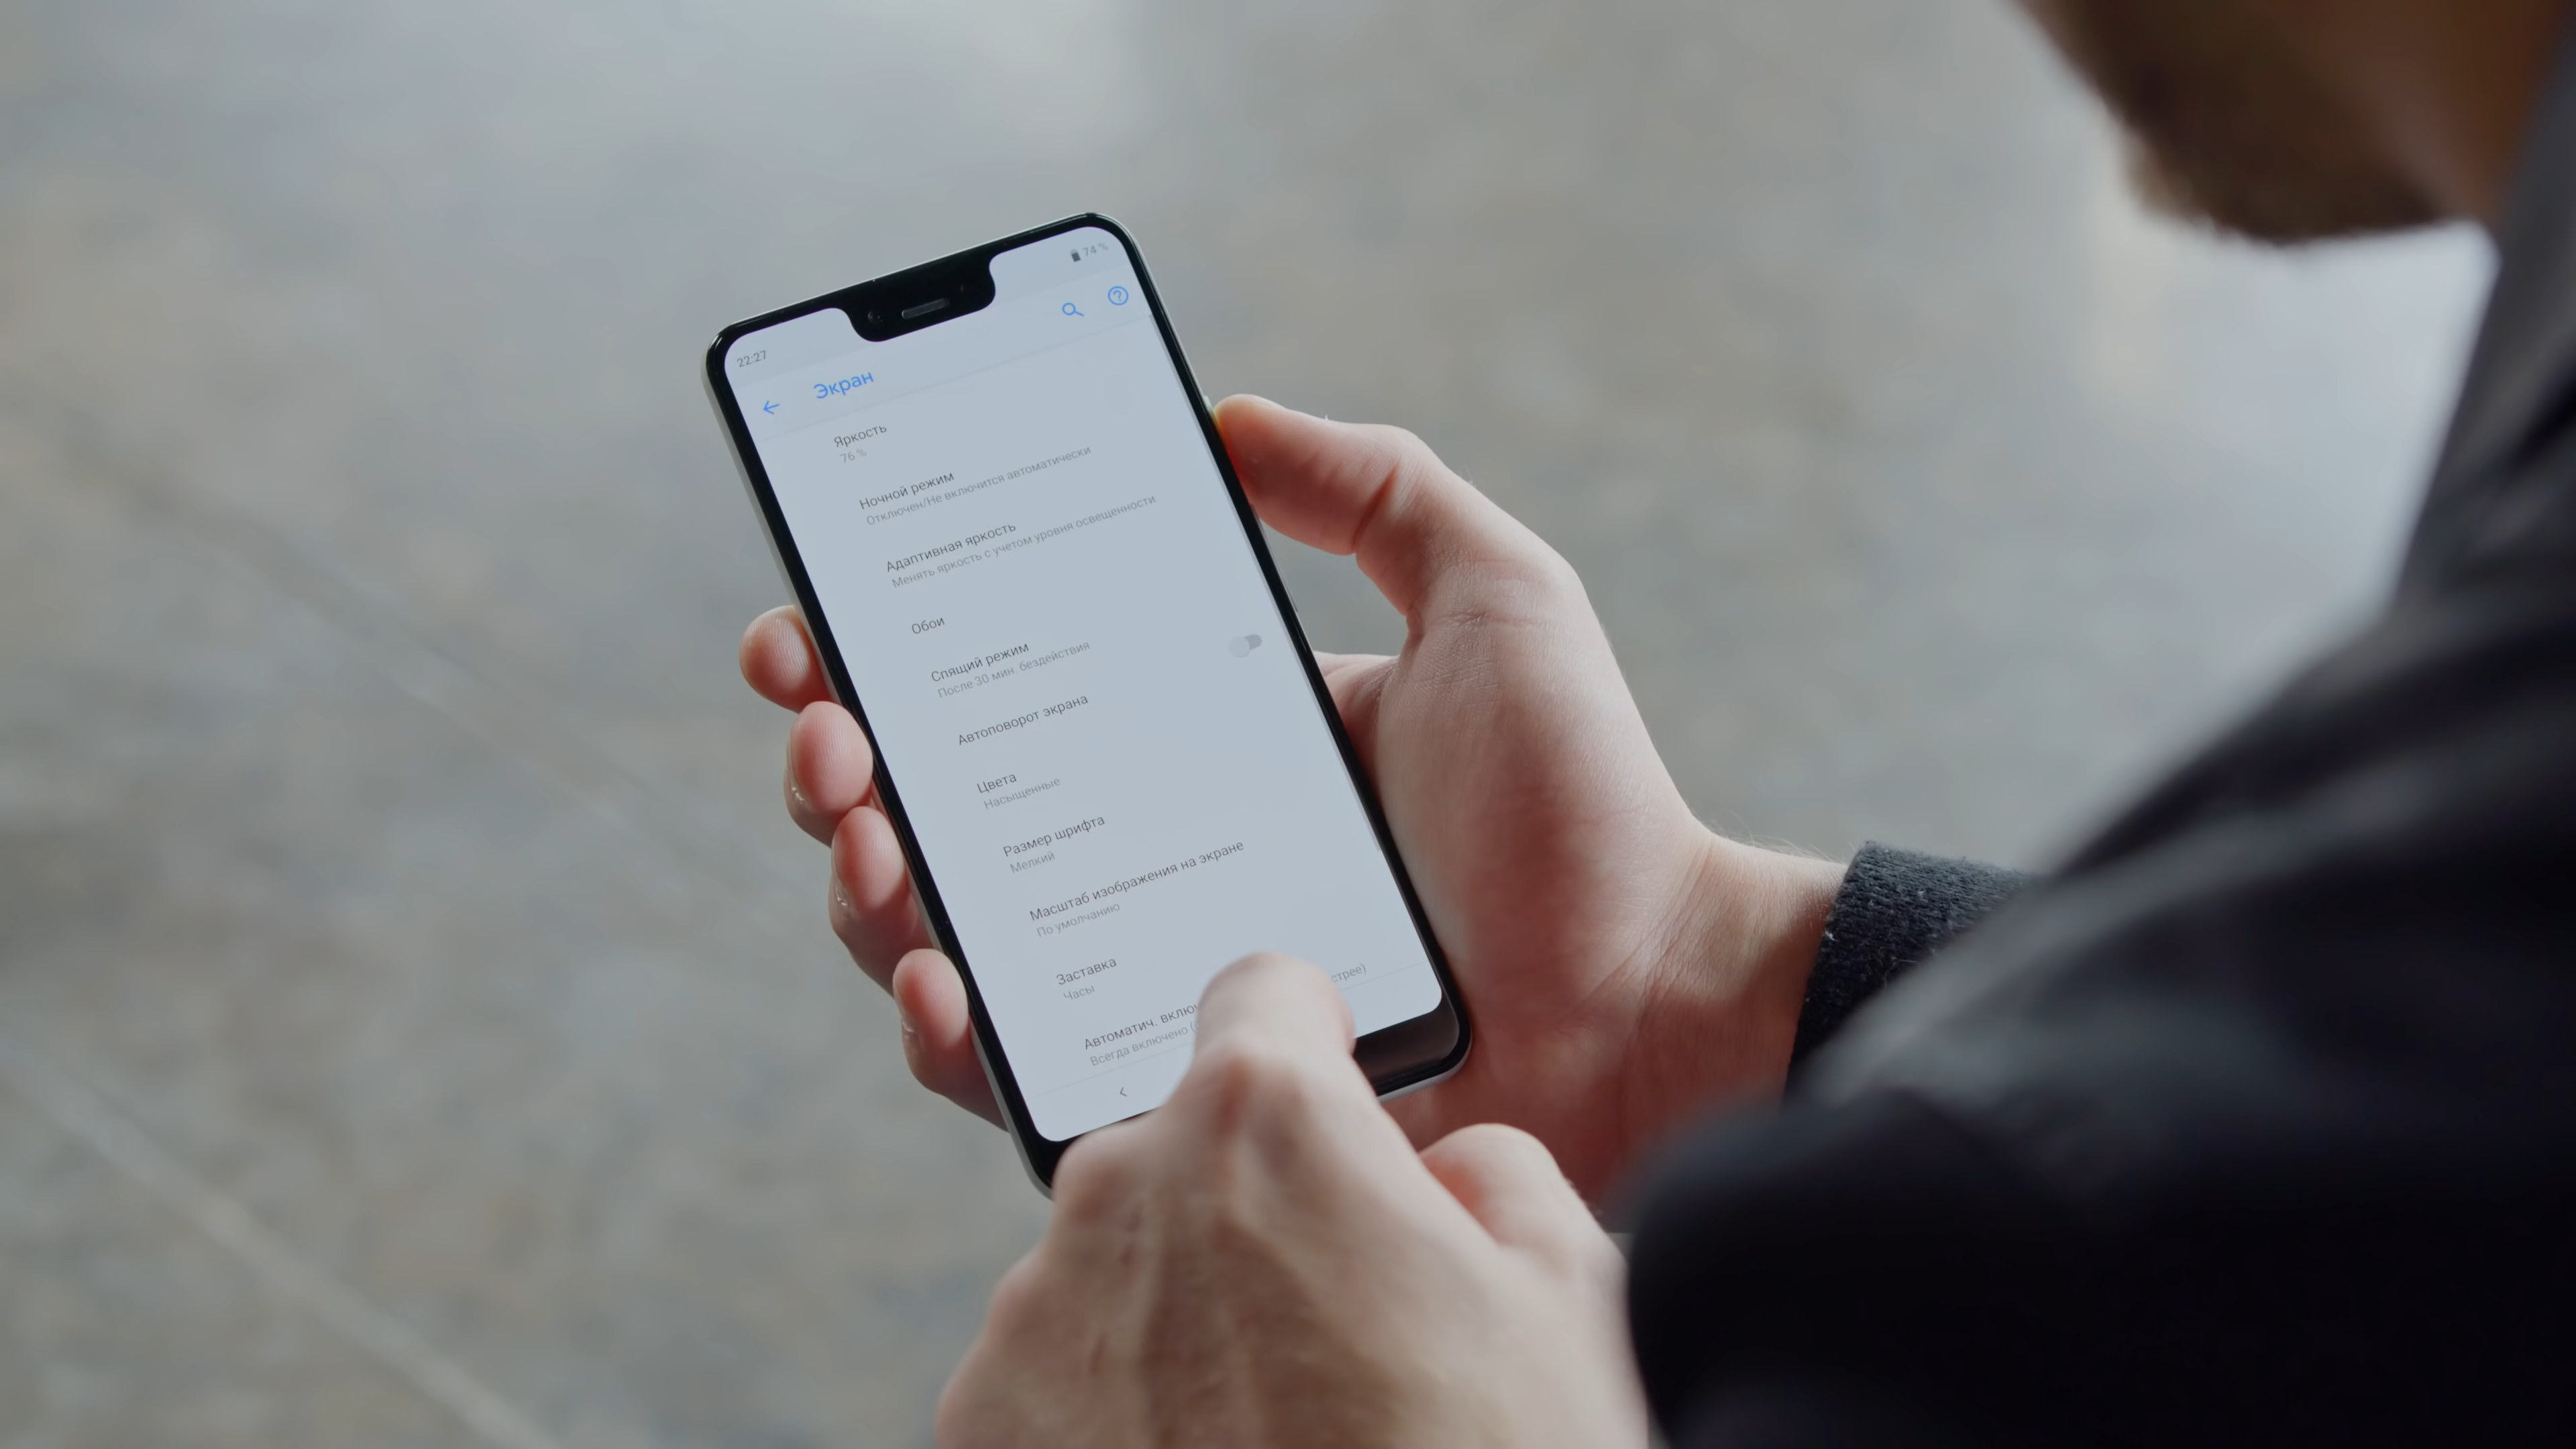 22:27
74 %
Экран
Яркость
76 %
Ночной режим
Отключен/Не включится автоматически
Адаптивная яркость
Менять яркость с учетом уровня освещенности
Обои
Спящий режим
После 30 мин. бездействия
Автоповорот экрана
Цвета
Насыщенные
Размер шрифта
Мелкий
Масштаб изображения на экране
По умолчанию
Заставка
Часы
Автоматич.
Всегда включено